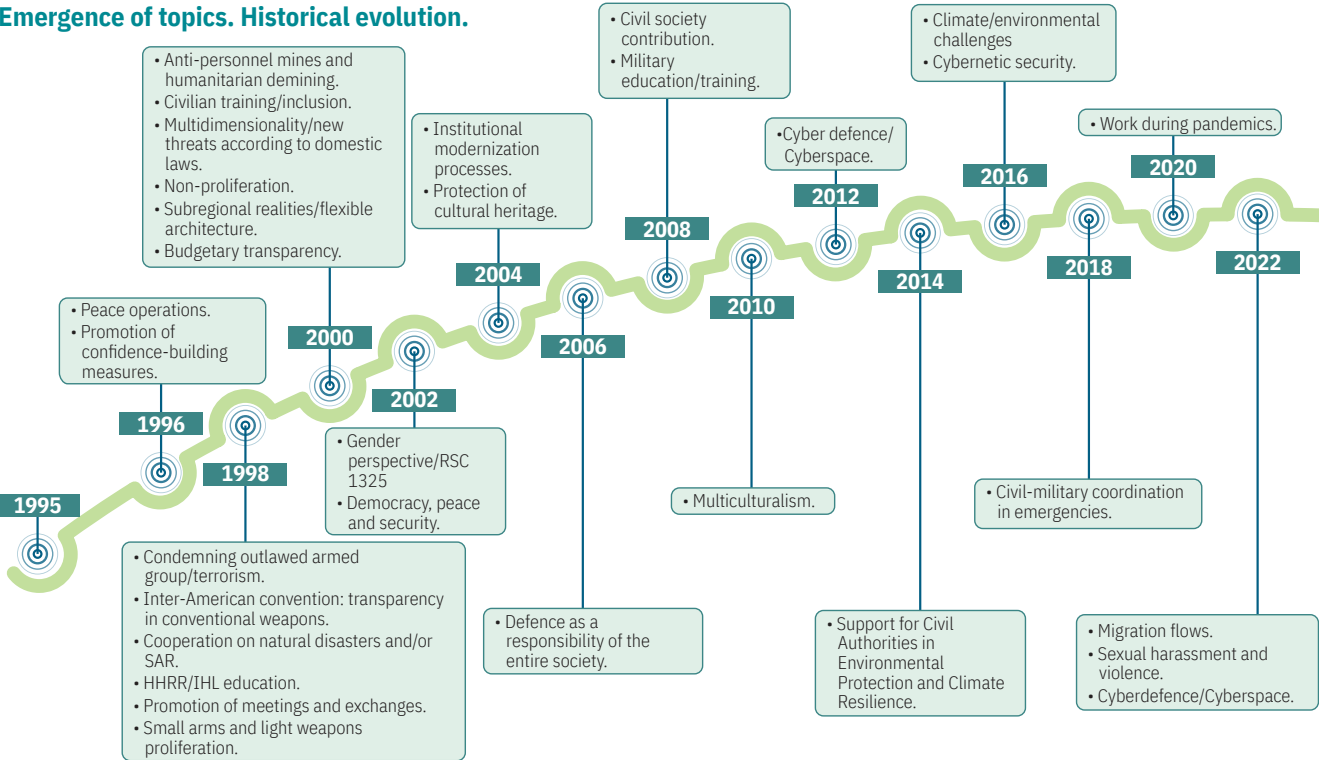 Emergence of topics. Historical evolution.
1995
1996
• Peace operations.
• Promotion of
confidence-building
measures.
1998
• Condemning outlawed armed
group/terrorism.
• Inter-American convention: transparency
in conventional weapons.
• Cooperation on natural disasters and/or
SAR.
• HHRR/IHL education.
• Promotion of meetings and exchanges.
• Small arms and light weapons
proliferation.
2000
• Anti-personnel mines and
humanitarian demining.
• Civilian training/inclusion.
• Multidimensionality/new
threats according to domestic
laws.
• Non-proliferation.
• Subregional realities/flexible
architecture.
• Budgetary transparency.
2002
• Gender
perspective/RSC
1325
• Democracy, peace
and security.
2004
• Institutional
modernization
processes.
• Protection of
cultural heritage.
2006
• Defence as a
responsibility of the
entire society.
2008
• Civil society
contribution.
• Military
education/training.
2010
• Multiculturalism.
2012
•Cyber defence/
Cyberspace.
2014
• Support for Civil
Authorities in
Environmental
Protection and Climate
Resilience.
2016
• Climate/environmental
challenges
• Cybernetic security.
2018
• Civil-military coordination
in emergencies.
2020
• Work during pandemics.
2022
• Migration flows.
• Sexual harassment and
violence.
• Cyberdefence/Cyberspace.